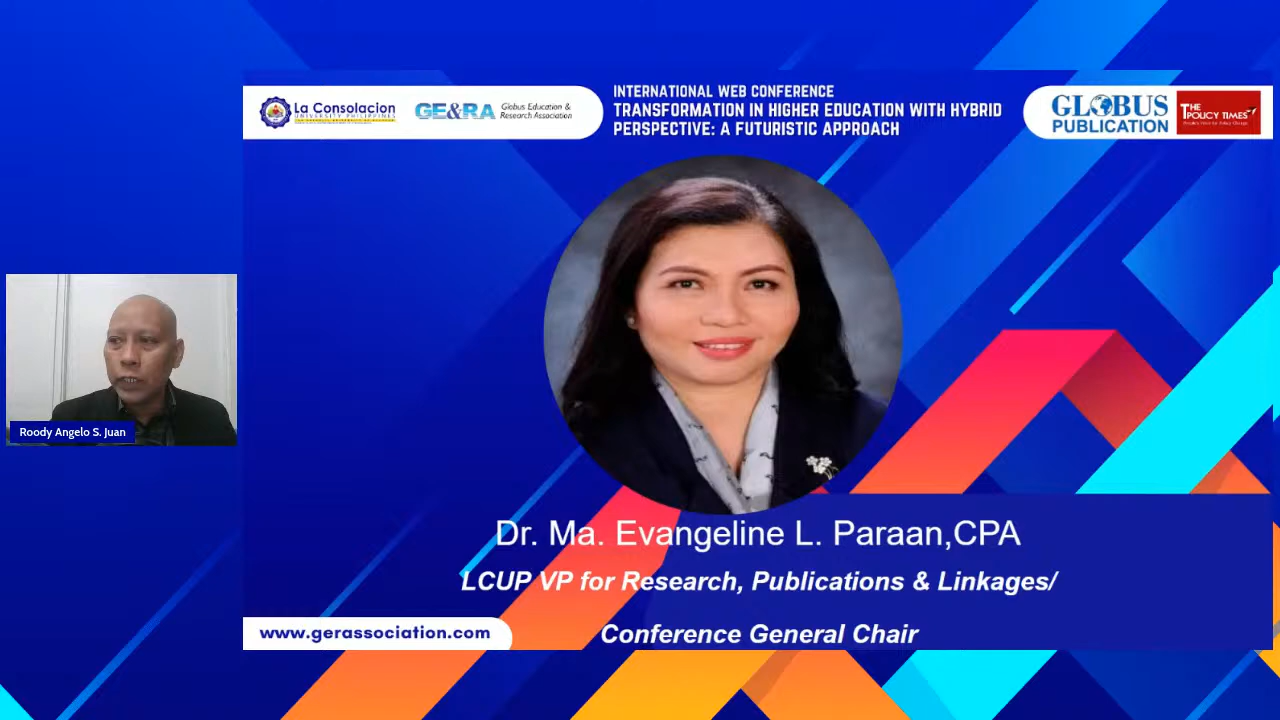 La Consolacion
UNIVERSITY PHILIPPINES
GE&RA
Globus Education &
Research Association
INTERNATIONAL WEB CONFERENCE
TRANSFORMATION IN HIGHER EDUCATION WITH HYBRID
PERSPECTIVE: A FUTURISTIC APPROACH
GLOBUS
PUBLICATION
THE
POLICY TIMES
Roody Angelo S. Juan
Dr. Ma. Evangeline L. Paraan,CPA
LCUP VP for Research, Publications & Linkages/
Conference General Chair
www.gerassociation.com